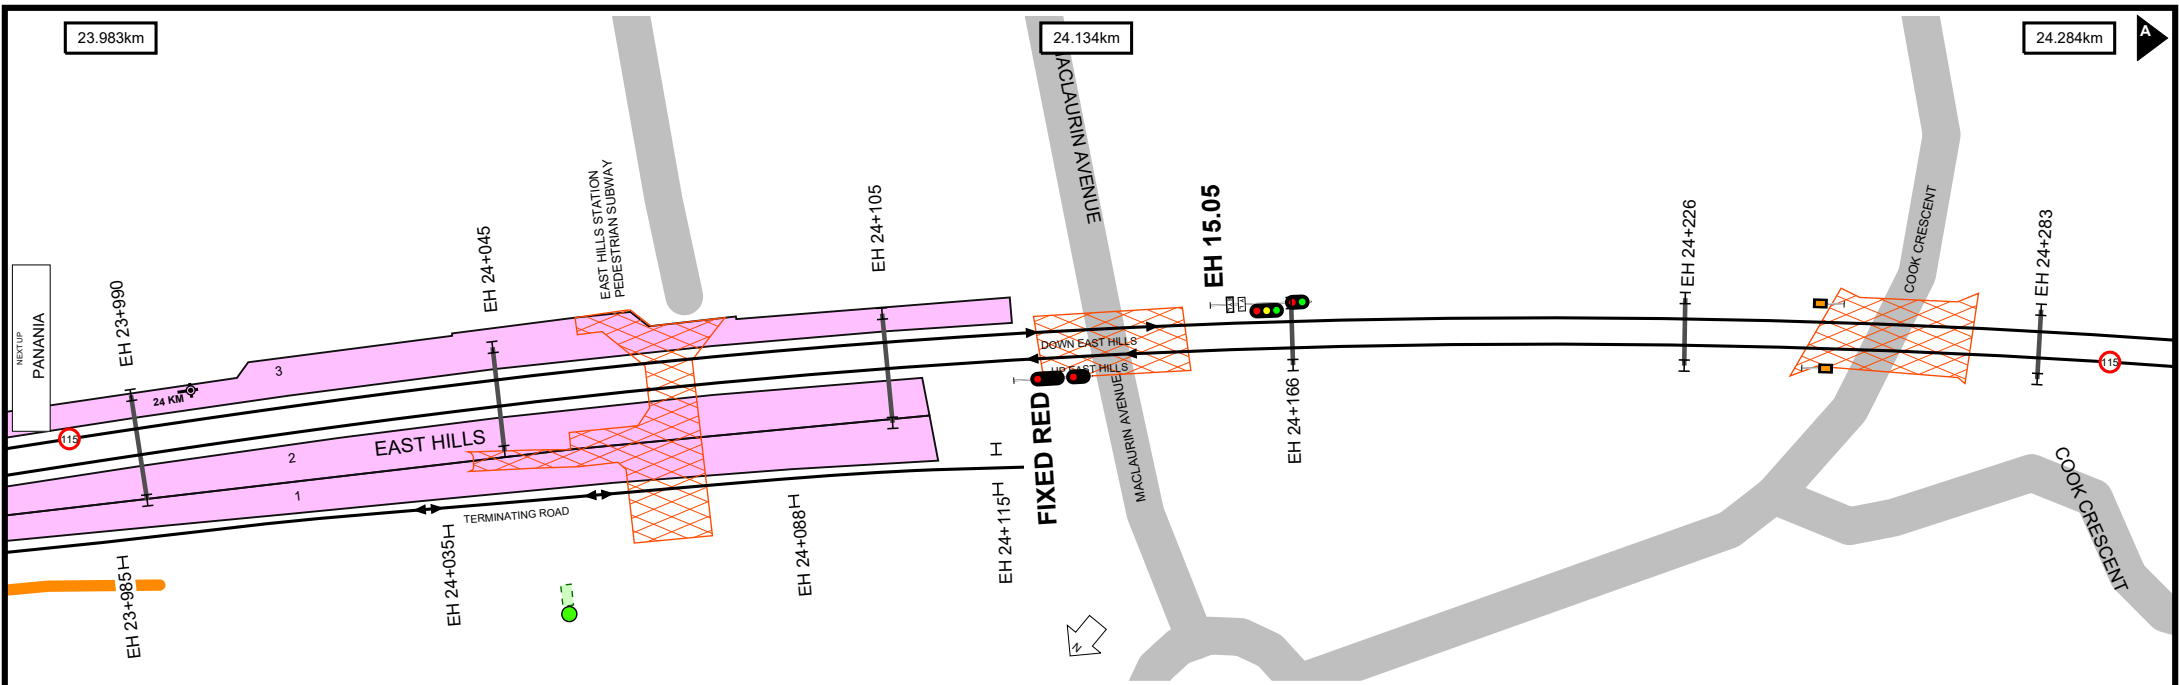 23.983km
24.134km
24.284km
A
NEXT UP
PANANIA
EH 23+990
24 KM
115
3
EH 24+045
EAST HILLS STATION
PEDESTRIAN SUBWAY
EH 24+105
MACLAURIN AVENUE
EH 15.05
EH 24+226
COOK CRESCENT
EH 24+283
DOWN EAST HILLS
UP EAST HILLS
115
EAST HILLS
2
1
TERMINATING ROAD
FIXED RED
MACLAURIN AVENUE
EH 24+166
EH 23+985
EH 24+035
EH 24+088
EH 24+115
COOK CRESCENT
N